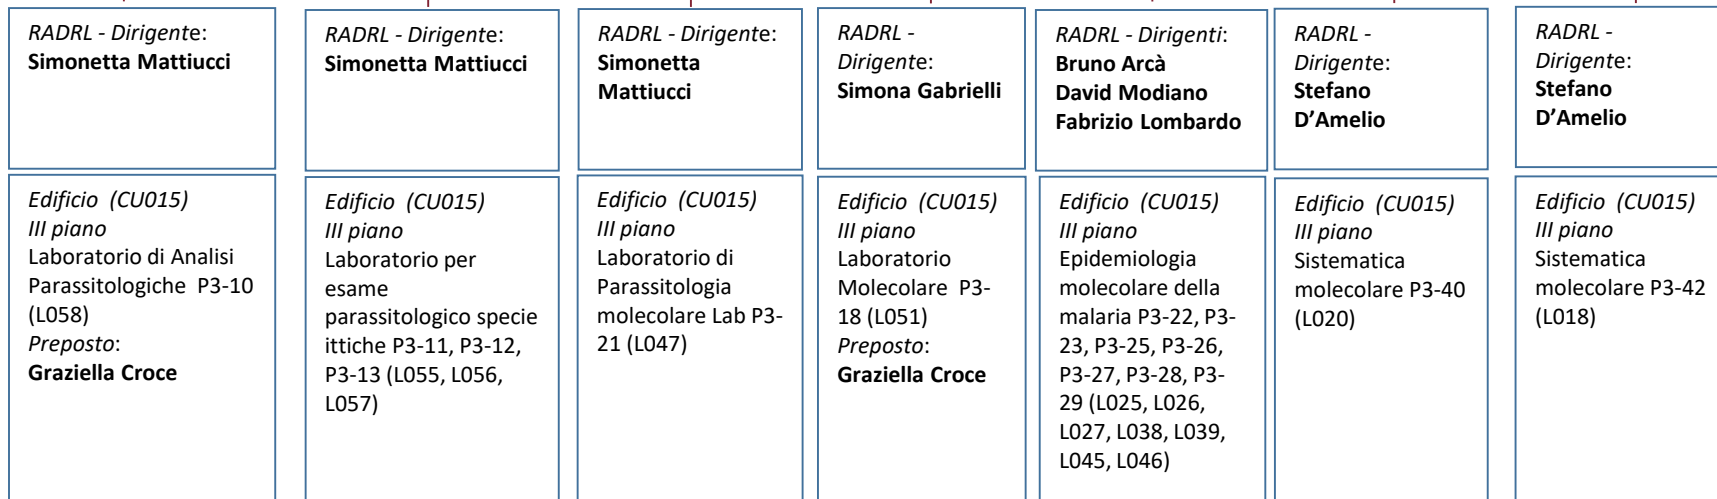 RADRL - Dirigente:
Simonetta Mattiucci
RADRL - Dirigente:
Simonetta Mattiucci
RADRL - Dirigente:
Simonetta
Mattiucci
RADRL -
Dirigente:
Simona Gabrielli
RADRL - Dirigenti:
Bruno Arcà
David Modiano
Fabrizio Lombardo
RADRL -
Dirigente:
Stefano
D’Amelio
RADRL -
Dirigente:
Stefano
D’Amelio
Edificio (CU015)
III piano
Laboratorio di Analisi
Parassitologiche P3-10
(L058)
Preposto:
Graziella Croce
Edificio (CU015)
III piano
Laboratorio per
esame
parassitologico specie
ittiche P3-11, P3-12,
P3-13 (L055, L056,
L057)
Edificio (CU015)
III piano
Laboratorio di
Parassitologia
molecolare Lab P3-
21 (L047)
Edificio (CU015)
III piano
Laboratorio
Molecolare P3-
18 (L051)
Preposto:
Graziella Croce
Edificio (CU015)
III piano
Epidemiologia
molecolare della
malaria P3-22, P3-
23, P3-25, P3-26,
P3-27, P3-28, P3-
29 (L025, L026,
L027, L038, L039,
L045, L046)
Edificio (CU015)
III piano
Sistematica
molecolare P3-40
(L020)
Edificio (CU015)
III piano
Sistematica
molecolare P3-42
(L018)